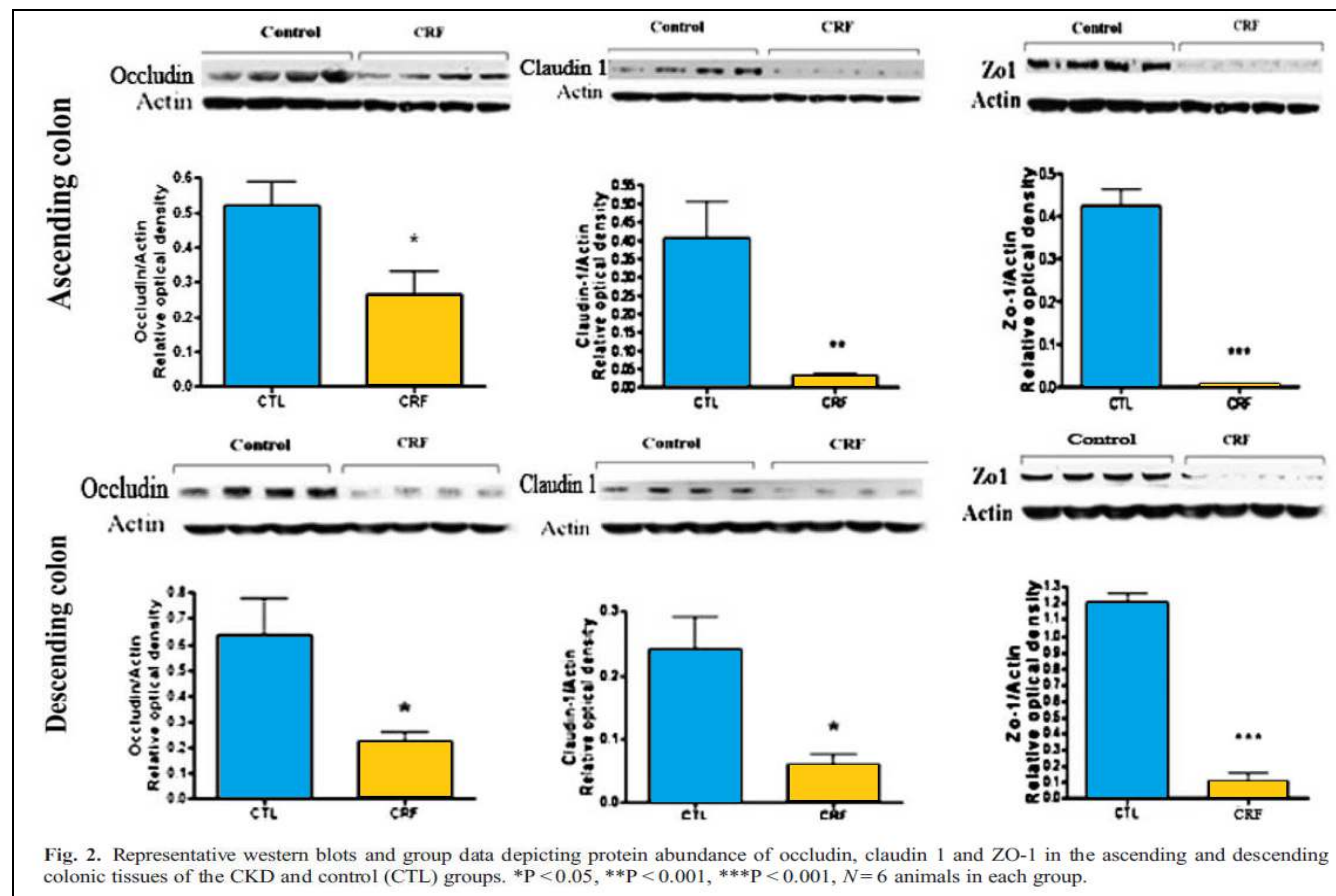 Control CRF
Occludin
Actin
Control CRF
Claudin 1
Actin
Control CRF
Zo1
Actin
Ascending colon
Occludin/Actin
Relative optical density
0.6
0.5
0.4
0.3
0.2
0.1
0.0
*
CTL CRF
Claudin-1/Actin
Relative optical density
0.55
0.50
0.45
0.40
0.35
0.30
0.25
0.20
0.15
0.10
0.05
0.00
**
CTL CRF
Zo-1/Actin
Relative optical density
0.5
0.4
0.3
0.2
0.1
0.0
***
CTL CRF
Control CRF
Occludin
Actin
Control CRF
Claudin 1
Actin
Control CRF
Zo1
Actin
Descending colon
Occludin/Actin
Relative optical density
0.8
0.7
0.6
0.5
0.4
0.3
0.2
0.1
0.0
*
CTL CRF
Claudin-1/Actin
Relative optical density
0.3
0.2
0.1
0.0
*
CTL CRF
Zo-1/Actin
Relative optical density
1.3
1.2
1.1
1.0
0.9
0.8
0.7
0.6
0.5
0.4
0.3
0.2
0.1
0.0
***
CTL CRF
Fig. 2. Representative western blots and group data depicting protein abundance of occludin, claudin 1 and ZO-1 in the ascending and descending
colonic tissues of the CKD and control (CTL) groups. *P < 0.05, **P < 0.001, ***P < 0.001, N = 6 animals in each group.